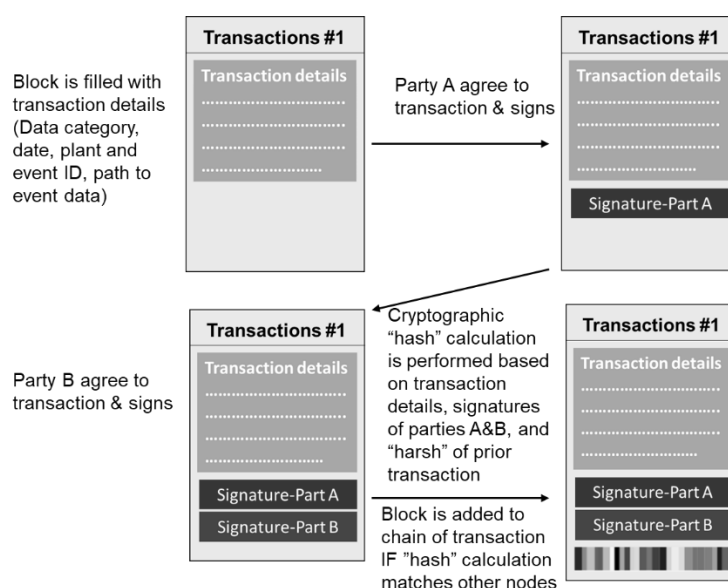 Transactions #1
Transaction details
................................
................................
................................
...........................
Block is filled with
transaction details
(Data category,
date, plant and
event ID, path to
event data)
Party A agree to
transaction & signs
Transactions #1
Transaction details
................................
................................
................................
...........................
Signature-Part A
Party B agree to
transaction & signs
Transactions #1
Transaction details
................................
................................
................................
...........................
Signature-Part A
Signature-Part B
Cryptographic
“hash” calculation
is performed based
on transaction
details, signatures
of parties A&B, and
“harsh” of prior
transaction
Block is added to
chain of transaction
IF ”hash” calculation
matches other nodes
Transactions #1
Transaction details
................................
................................
................................
...........................
Signature-Part A
Signature-Part B